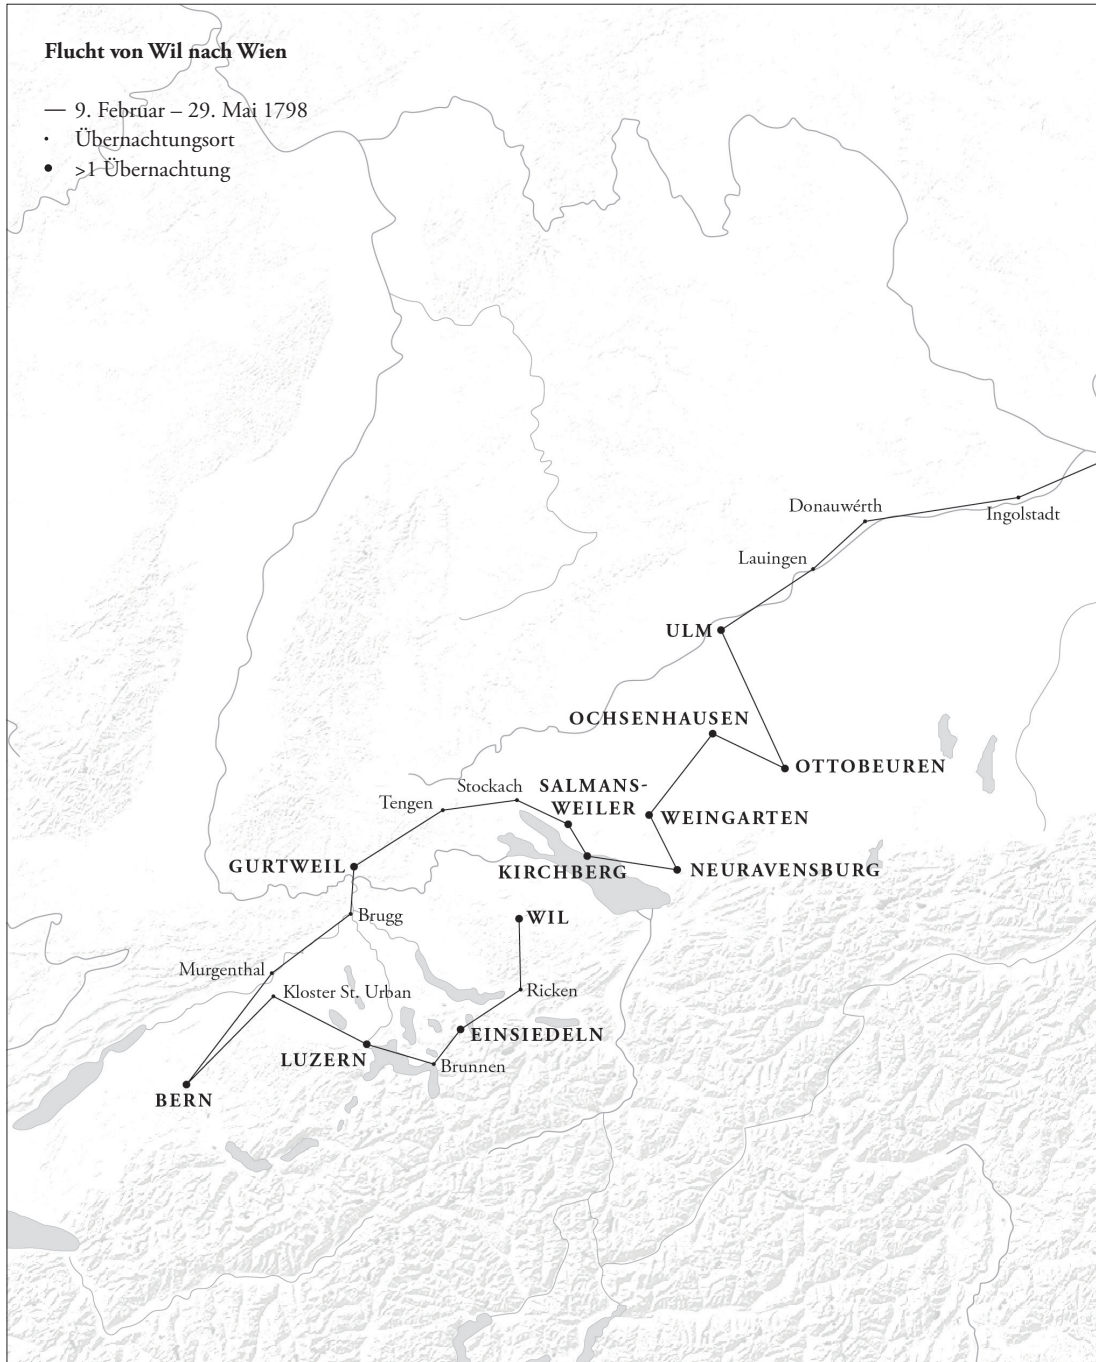 Flucht von Wil nach Wien
— 9. Februar – 29. Mai 1798
· Übernachtungsort
• >1 Übernachtung
Donauwérth
Ingolstadt
Lauingen
ULM
OCHSENHAUSEN
OTTOBEUREN
Stockach
SALMANS-
WEILER
Tengen
WEINGARTEN
GURTWEIL
KIRCHBERG
NEURAVENSBURG
Brugg
WIL
Murgenthal
Kloster St. Urban
Ricken
EINSIEDELN
LUZERN
Brunnen
BERN